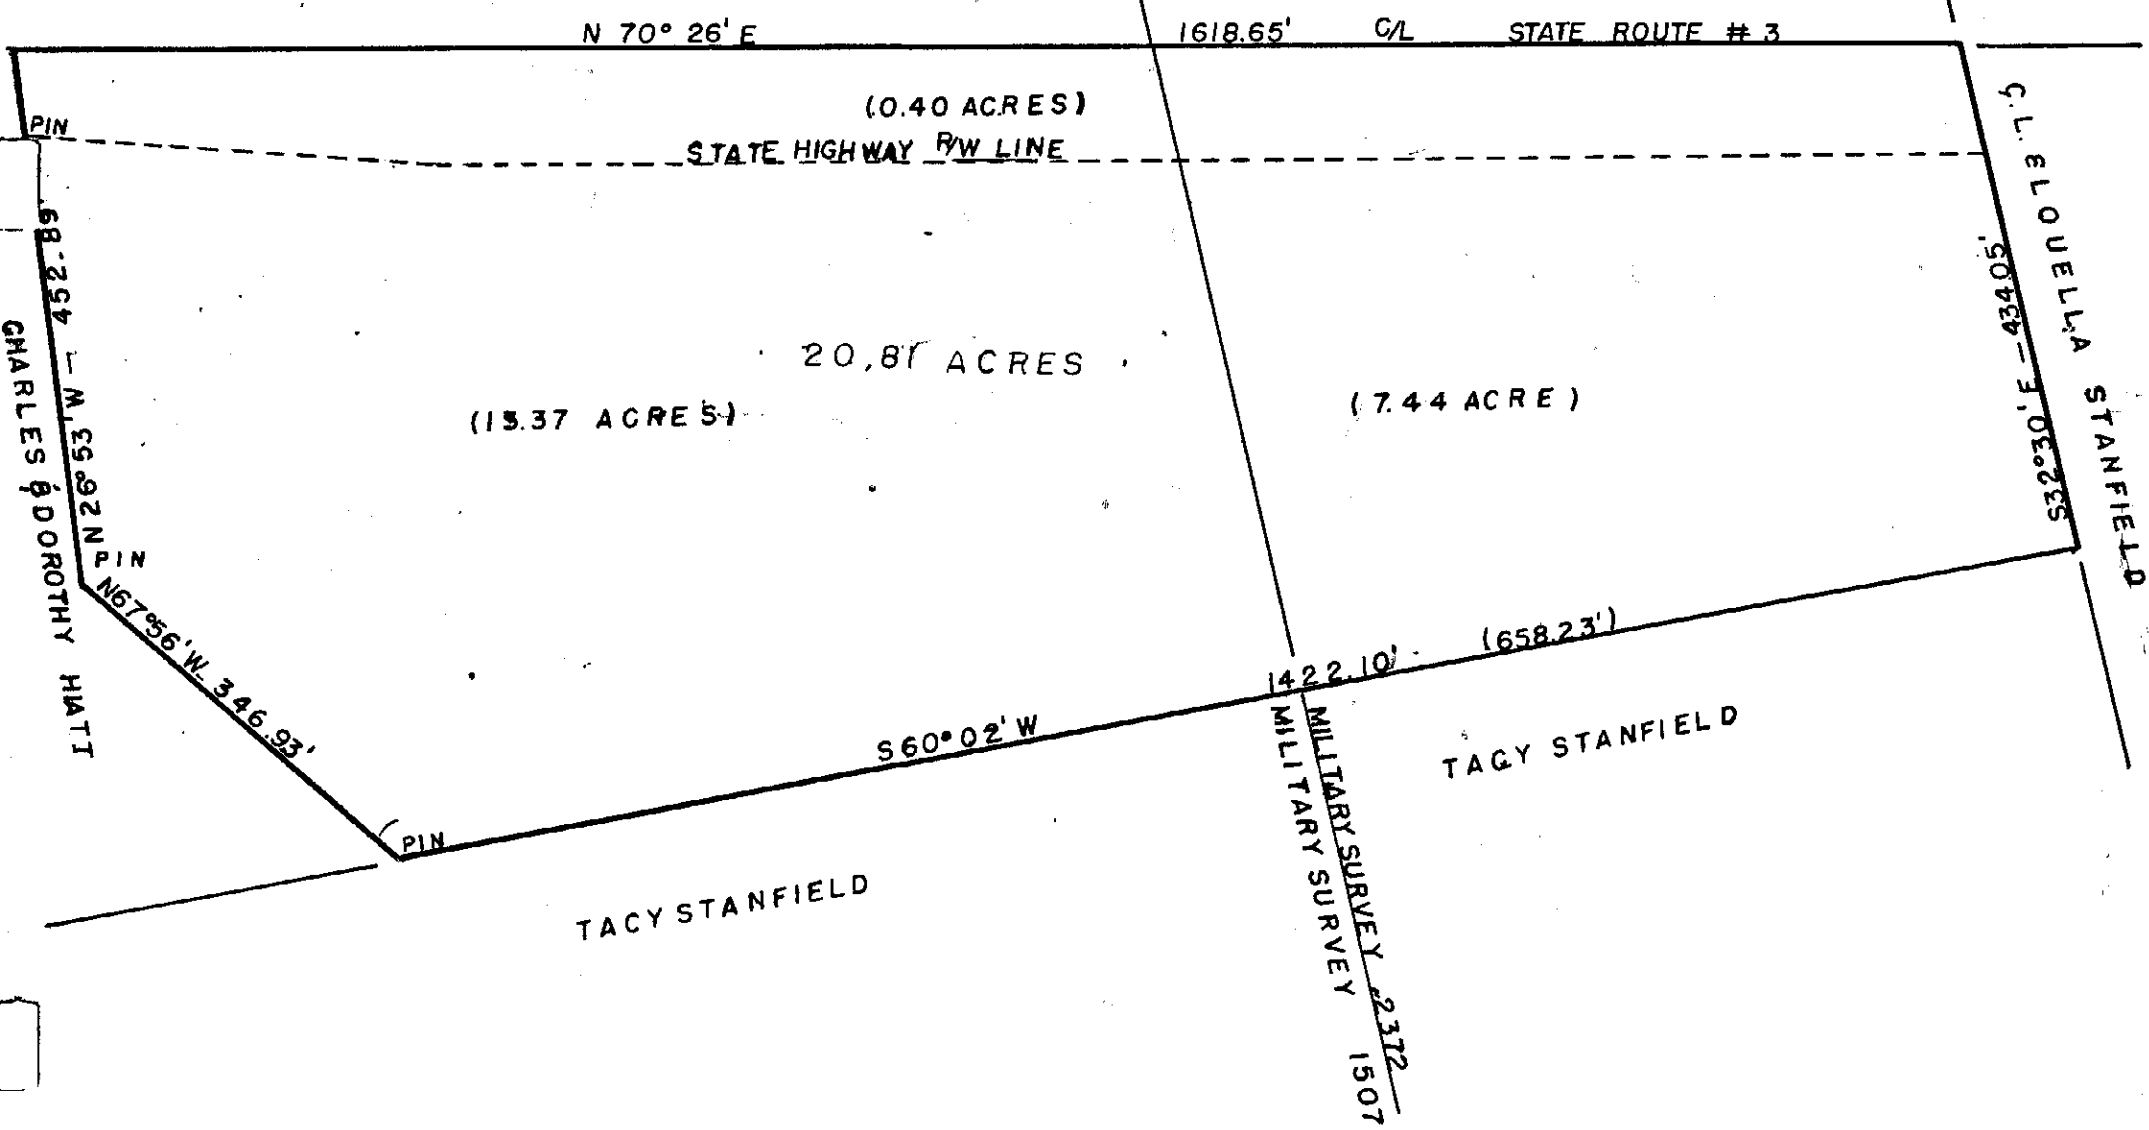 N 70° 26' E
1618.65'
C/L
STATE ROUTE # 3
PIN
(0.40 ACRES)
STATE HIGHWAY R/W LINE
N 26° 53' W - 452.89'
CHARLES & DOROTHY HIATT
20.81 ACRES
(13.37 ACRES)
(7.44 ACRE)
S32°30' E - 434.05'
C.L. & LOUELLA STANFIELD
PIN
N67°56' W - 346.93'
PIN
S 60° 02' W
1422.10'
(658.23')
TACY STANFIELD
TACY STANFIELD
MILITARY SURVEY 2372
MILITARY SURVEY 1507